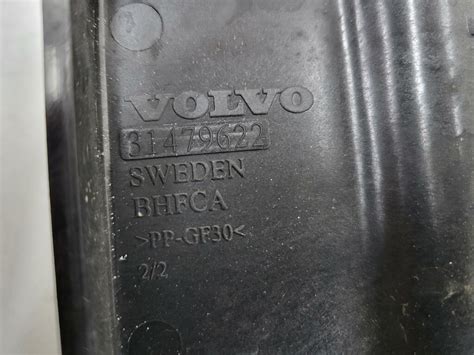 VOLVO
31479622
SWEDEN
BHFCA
>PP-GF30<
2/2